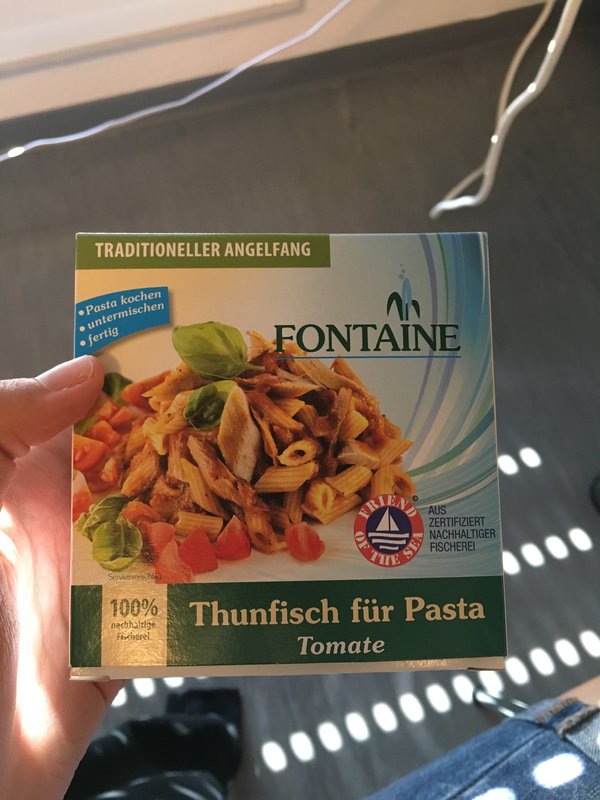 TRADITIONELLER ANGELFANG
• Pasta kochen
• untermischen
• fertig
FONTAINE
FRIEND OF THE SEA
©
AUS
ZERTIFIZIERT
NACHHALTIGER
FISCHEREI
Serviervorschlag
100%
nachhaltige
Fischerei
Thunfisch für Pasta
Tomate